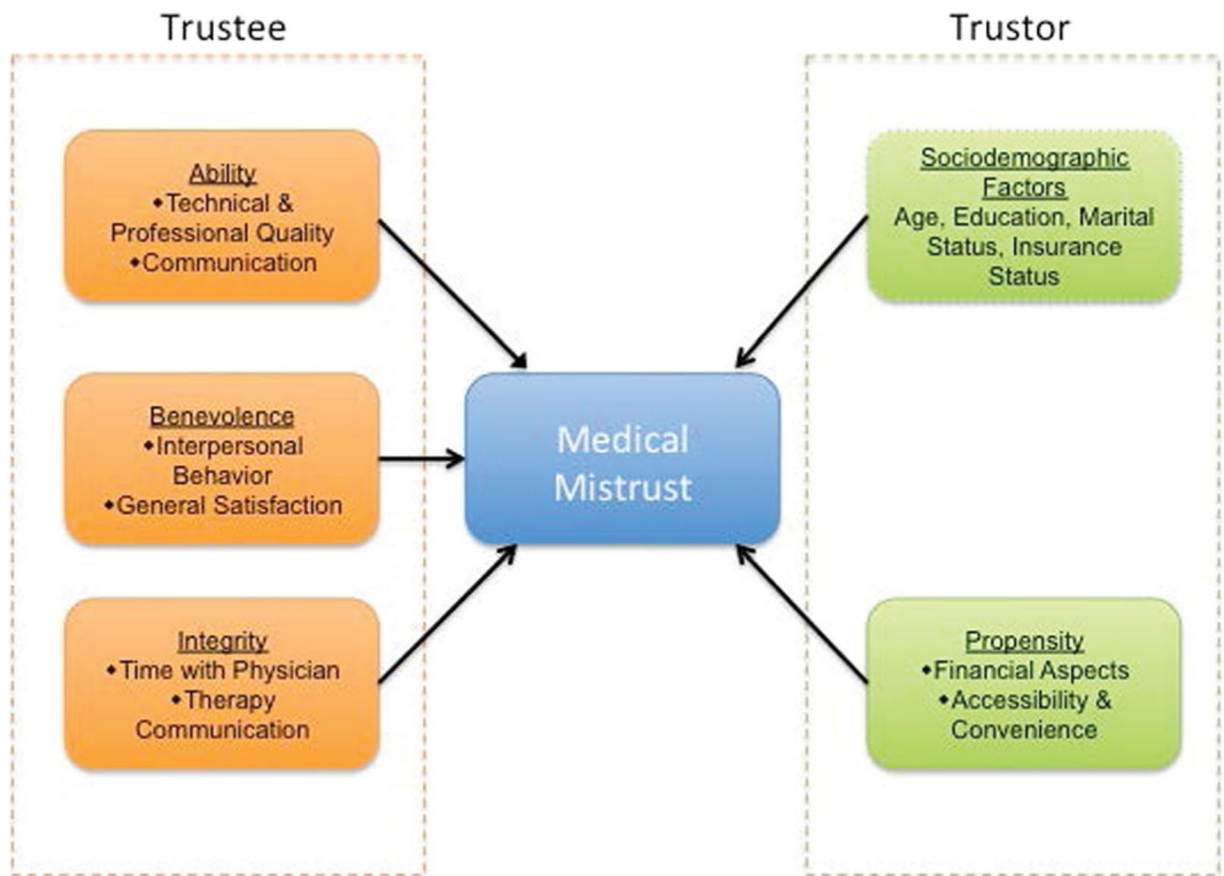 Trustee
Ability
•Technical &
Professional Quality
•Communication
Benevolence
•Interpersonal
Behavior
•General Satisfaction
Integrity
•Time with Physician
•Therapy
Communication
Medical
Mistrust
Trustor
Sociodemographic
Factors
Age, Education, Marital
Status, Insurance
Status
Propensity
•Financial Aspects
•Accessibility &
Convenience